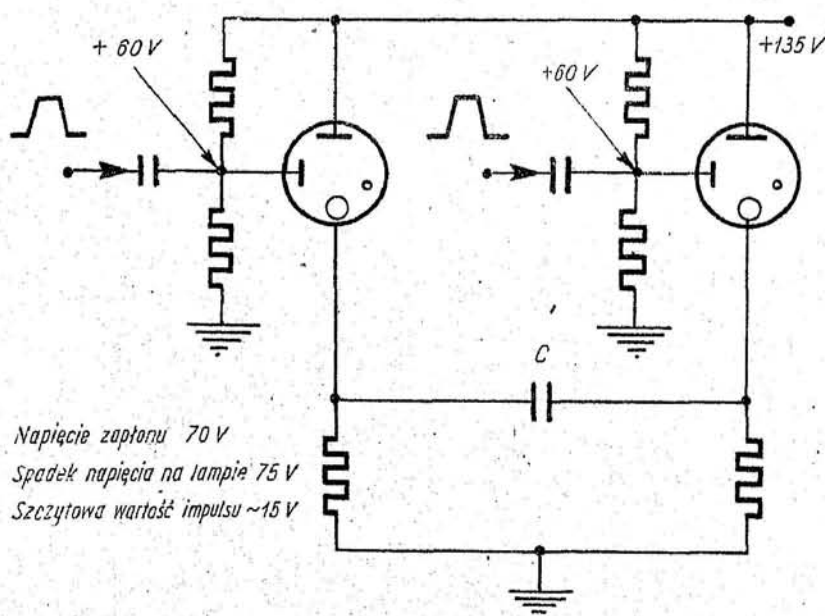 + 60 V
+60 V
+135 V
C
Napięcie zapłonu 70 V
Spadek napięcia na lampie 75 V
Szczytowa wartość impulsu ~15 V